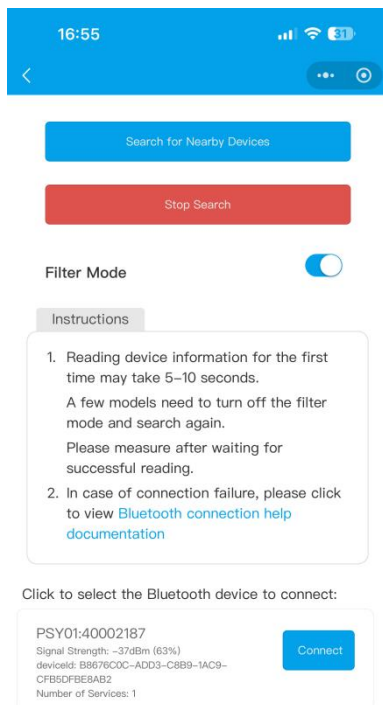 16:55
31
Search for Nearby Devices
Stop Search
Filter Mode
Instructions
1. Reading device information for the first
time may take 5-10 seconds.
A few models need to turn off the filter
mode and search again.
Please measure after waiting for
successful reading.
2. In case of connection failure, please click
to view Bluetooth connection help
documentation
Click to select the Bluetooth device to connect:
PSY01:40002187
Signal Strength: -37dBm (63%)
Connect
deviceId: B8676C0C-ADD3-C8B9-1AC9-
CFB5DFBE8AB2
Number of Services: 1